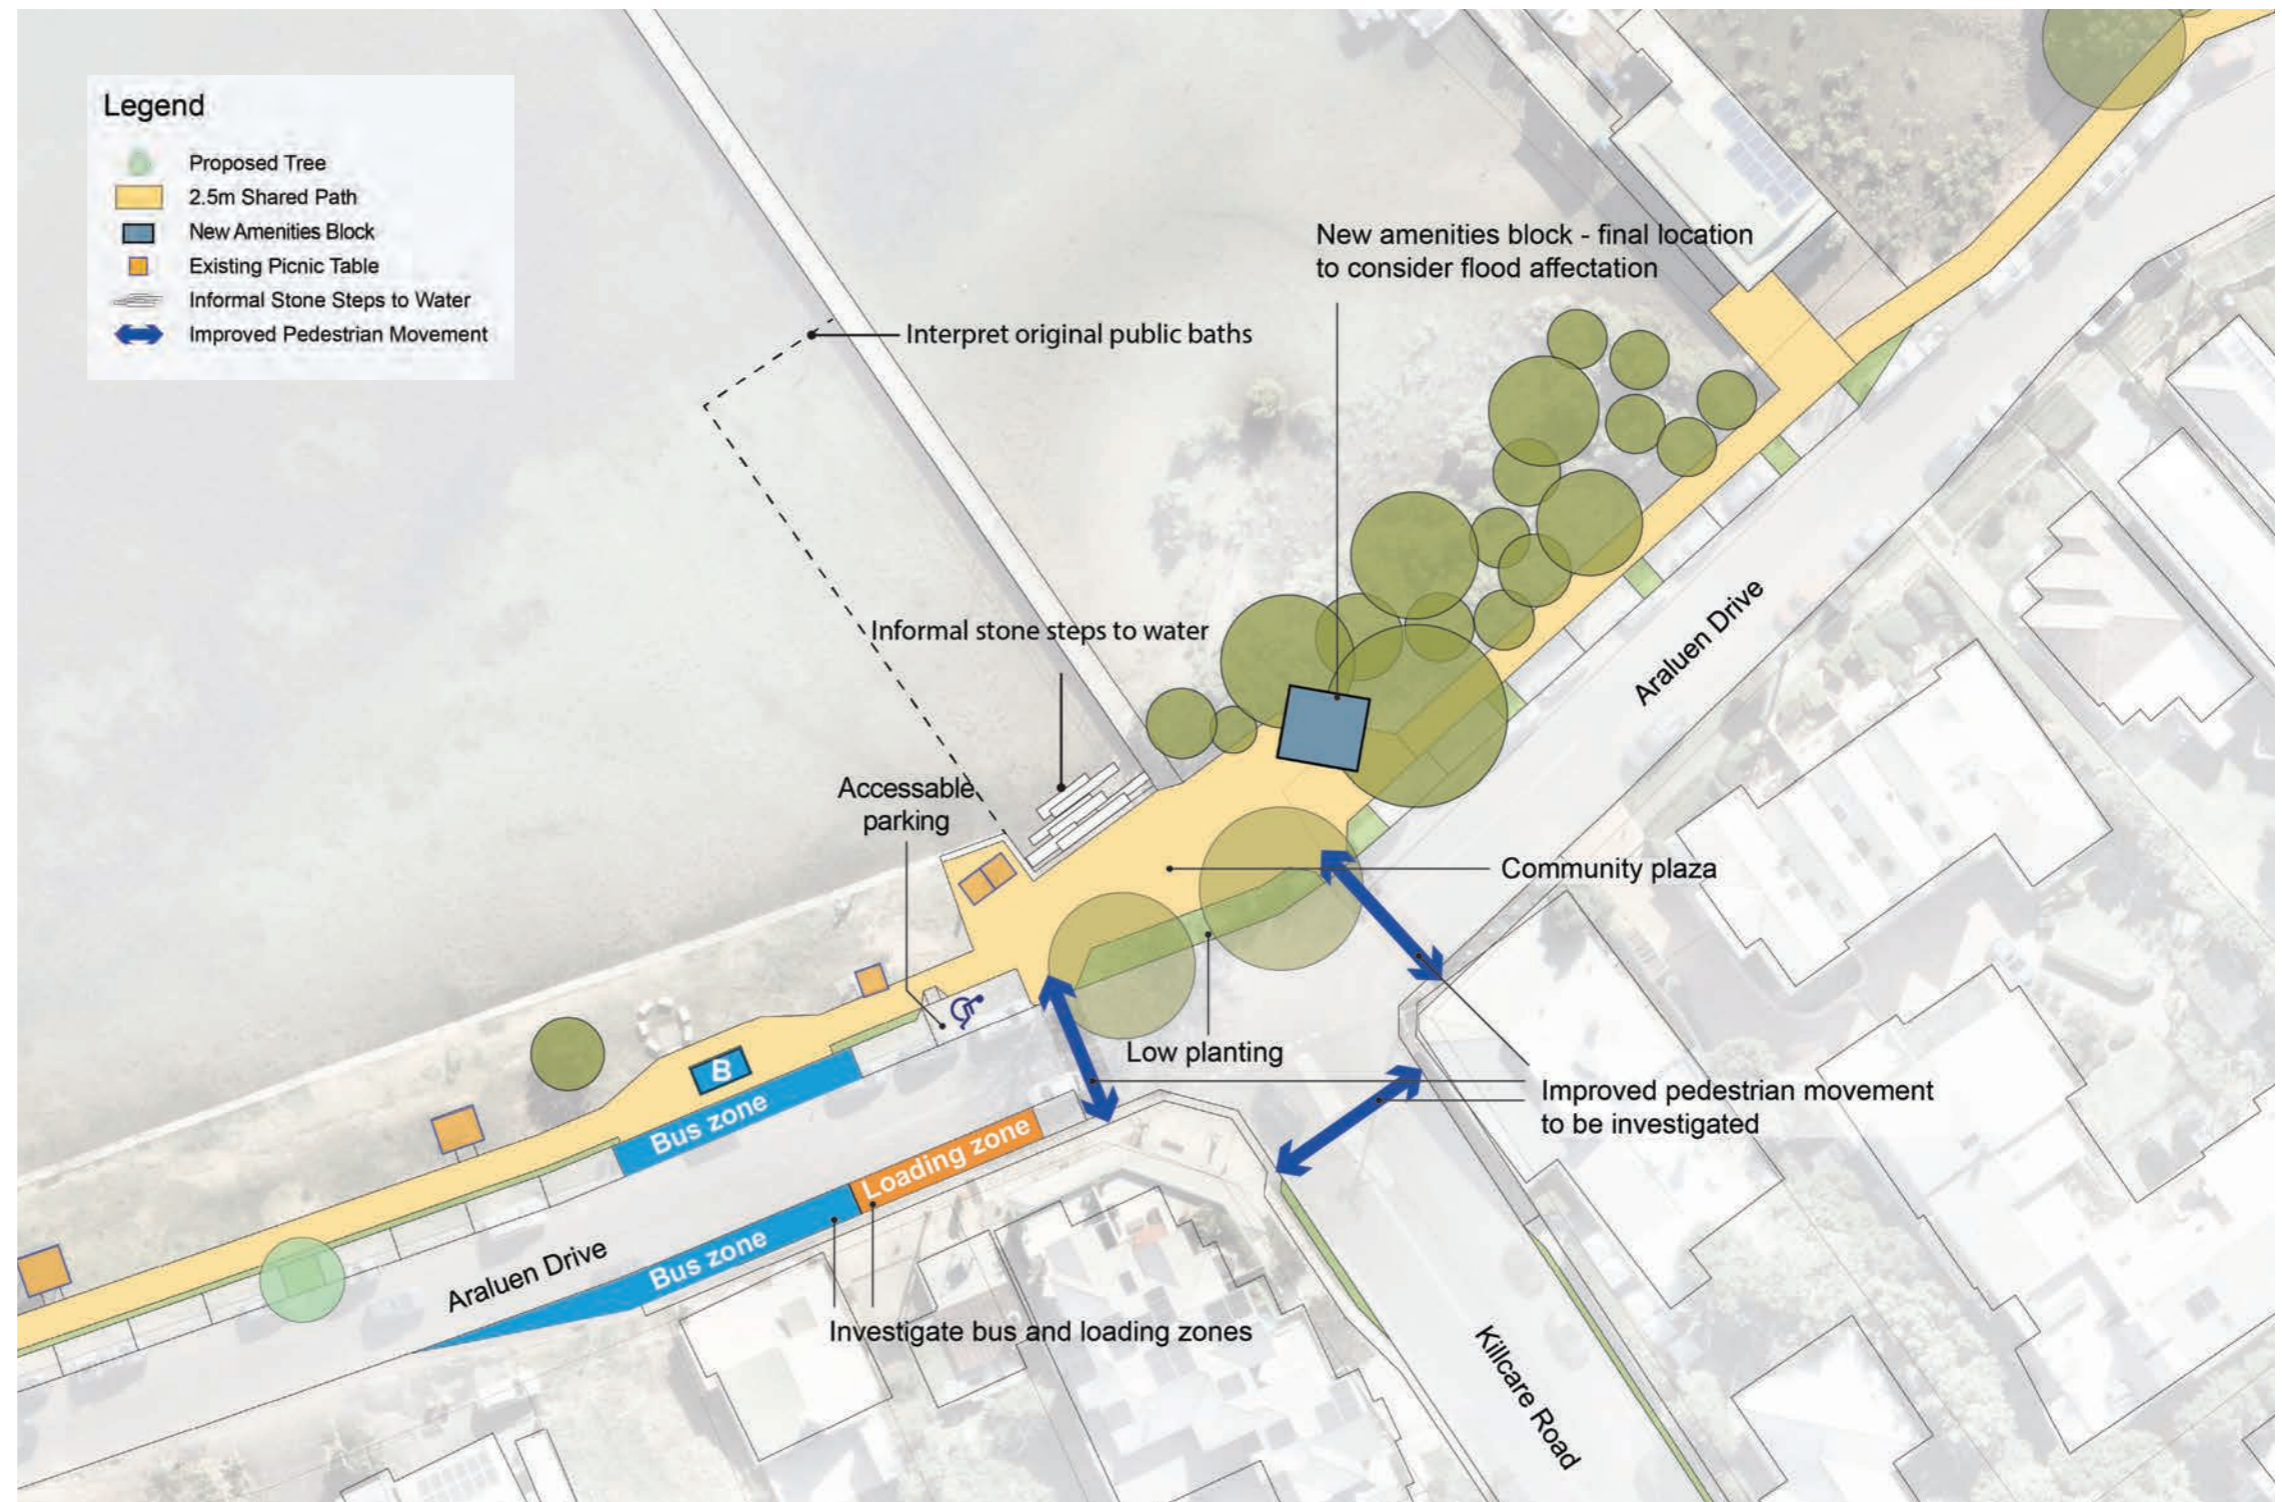 Legend
Proposed Tree
2.5m Shared Path
New Amenities Block
Existing Picnic Table
Informal Stone Steps to Water
Improved Pedestrian Movement
New amenities block - final location
to consider flood affectation
Interpret original public baths
Informal stone steps to water
Araluen Drive
Accessable
parking
Community plaza
Low planting
B
Bus zone
Improved pedestrian movement
to be investigated
Loading zone
Bus zone
Araluen Drive
Investigate bus and loading zones
Killcare Road